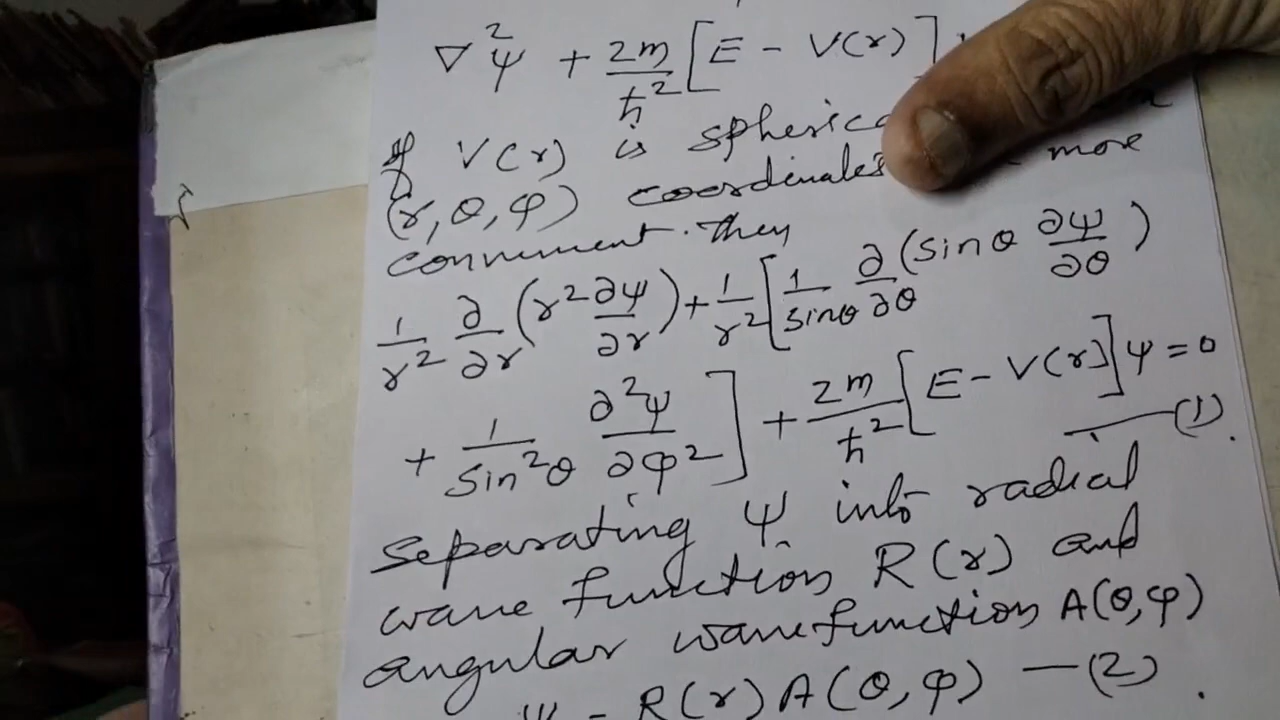 ∇²ψ + 2m/ħ² [E - V(r)]
If V(r) is
(r, θ, φ) coordinates more
convenient. Then
1/r² ∂/∂r (r² ∂ψ/∂r) + 1/r² [1/sinθ ∂/∂θ (sinθ ∂ψ/∂θ)
+ 1/sin²θ ∂²ψ/∂φ²] + 2m/ħ² [E - V(r)] ψ = 0 — (1).
Separating ψ into radial
wave function R(r) and
angular wavefunction A(θ,φ)
ψ = R(r) A(θ, φ) — (2).